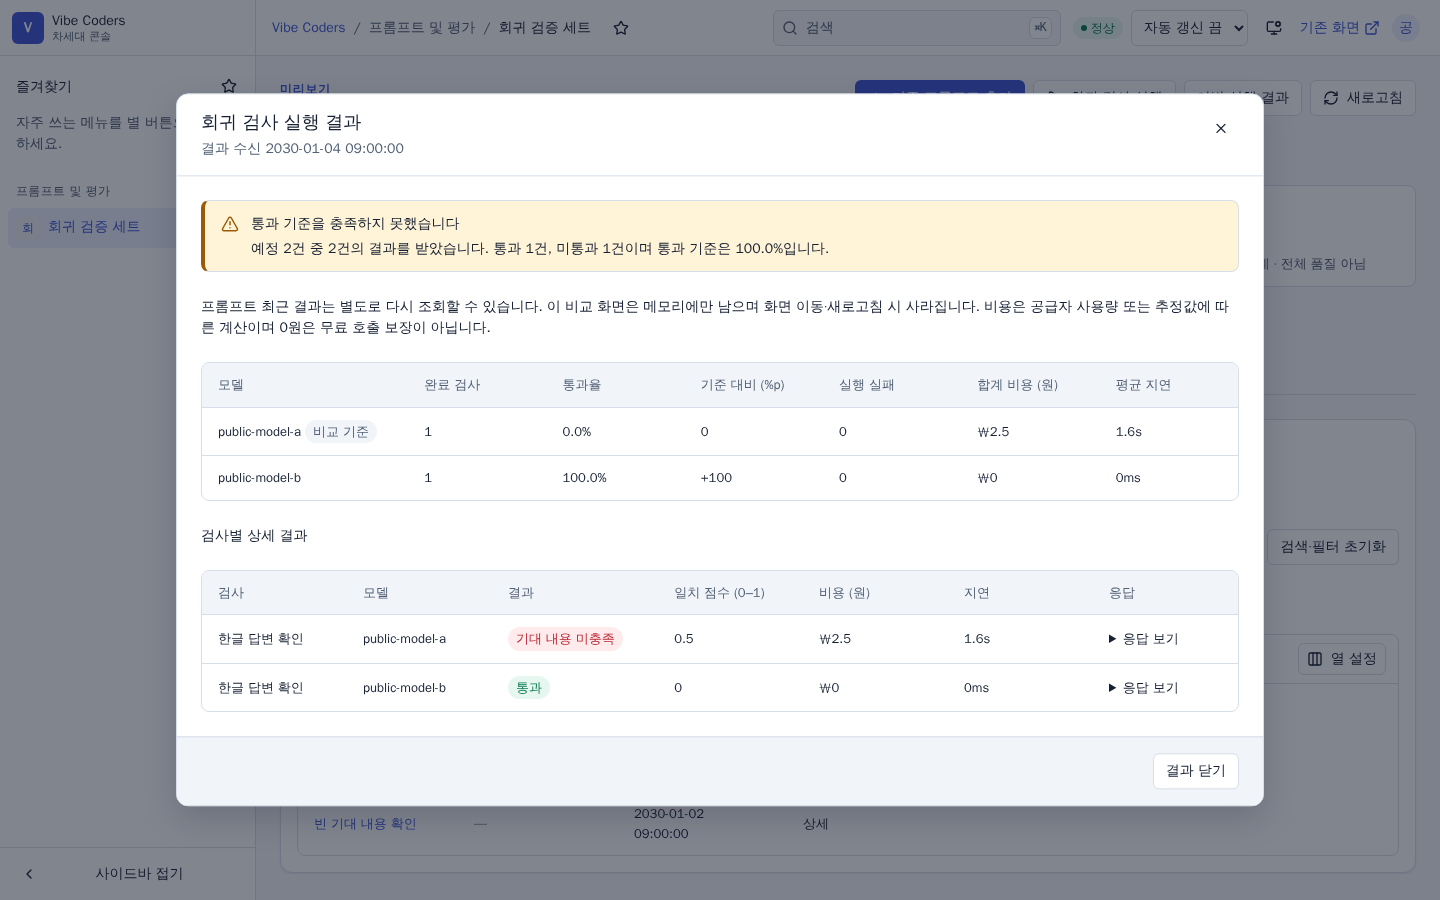 V
Vibe Coders
차세대 콘솔
Vibe Coders / 프롬프트 및 평가 / 회귀 검증 세트
검색
⌘K
정상
자동 갱신 끔
기존 화면
공
즐겨찾기
자주 쓰는 메뉴를 별 버튼
하세요.
프롬프트 및 평가
회 회귀 검증 세트
사이드바 접기
미리보기
결과
새로고침
· 전체 품질 아님
검색·필터 초기화
열 설정
회귀 검사 실행 결과
결과 수신 2030-01-04 09:00:00
통과 기준을 충족하지 못했습니다
예정 2건 중 2건의 결과를 받았습니다. 통과 1건, 미통과 1건이며 통과 기준은 100.0%입니다.
프롬프트 최근 결과는 별도로 다시 조회할 수 있습니다. 이 비교 화면은 메모리에만 남으며 화면 이동·새로고침 시 사라집니다. 비용은 공급자 사용량 또는 추정값에 따
른 계산이며 0원은 무료 호출 보장이 아닙니다.
모델 완료 검사 통과율 기준 대비 (%p) 실행 실패 합계 비용 (원) 평균 지연
public-model-a 비교 기준 1 0.0% 0 0 ₩2.5 1.6s
public-model-b 1 100.0% +100 0 ₩0 0ms
검사별 상세 결과
검사 모델 결과 일치 점수 (0–1) 비용 (원) 지연 응답
한글 답변 확인 public-model-a 기대 내용 미충족 0.5 ₩2.5 1.6s ▶ 응답 보기
한글 답변 확인 public-model-b 통과 0 ₩0 0ms ▶ 응답 보기
결과 닫기
빈 기대 내용 확인 — 2030-01-02 상세
09:00:00